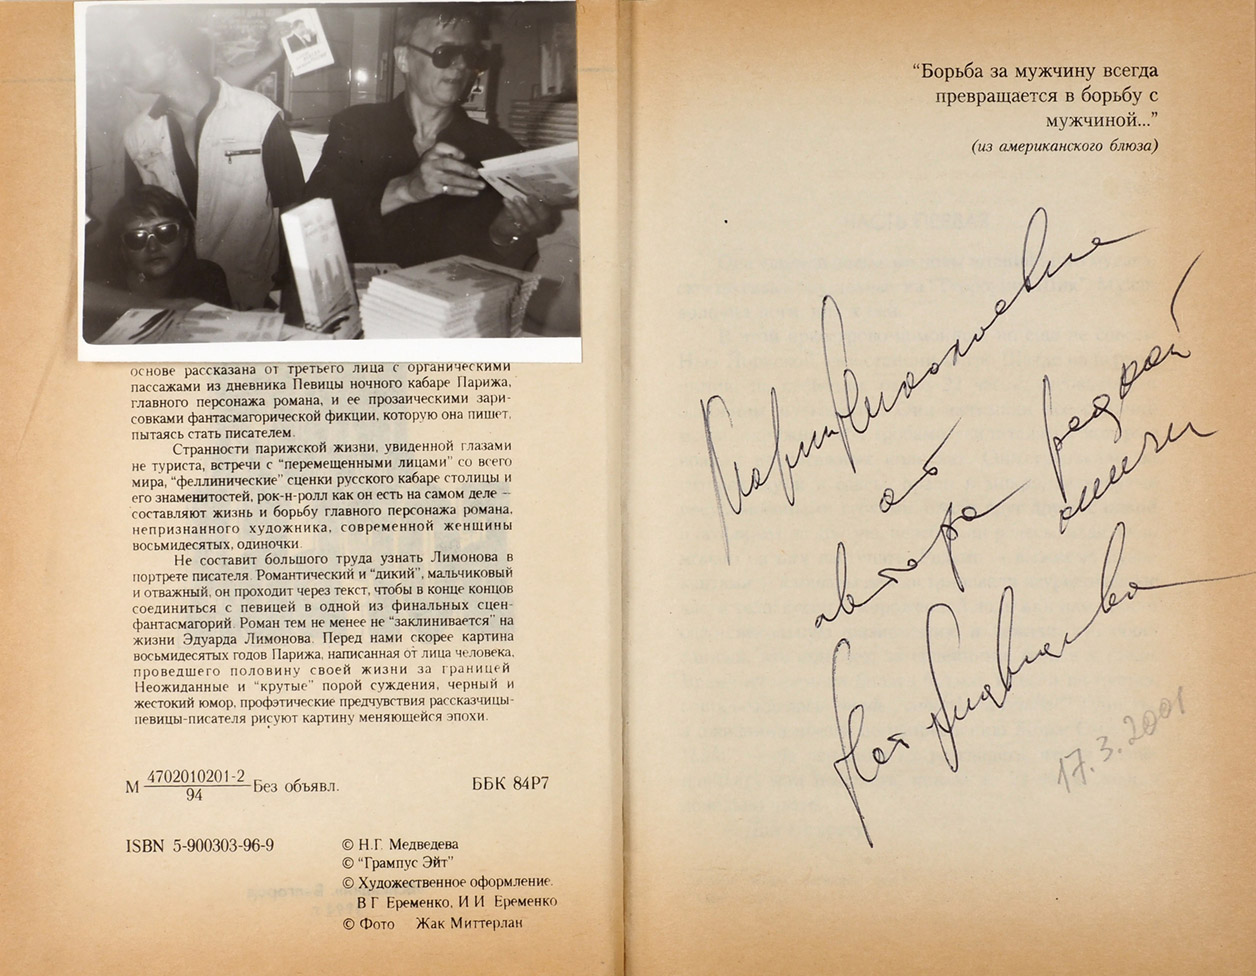 основе рассказана от третьего лица с органическими
пассажами из дневника Певицы ночного кабаре Парижа,
главного персонажа романа, и ее прозаическими зари-
совками фантасмагорической фикции, которую она пишет,
пытаясь стать писателем.
Странности парижской жизни, увиденной глазами
не туриста, встречи с “перемещенными лицами” со всего
мира, “феллинические” сценки русского кабаре столицы и
его знаменитостей, рок-н-ролл как он есть на самом деле –
составляют жизнь и борьбу главного персонажа романа,
непризнанного художника, современной женщины
восьмидесятых, одиночки.
Не составит большого труда узнать Лимонова в
портрете писателя. Романтический и “дикий”, мальчиковый
и отважный, он проходит через текст, чтобы в конце концов
соединиться с певицей в одной из финальных сцен-
фантасмагорий. Роман тем не менее не “заклинивается” на
жизни Эдуарда Лимонова. Перед нами скорее картина
восьмидесятых годов Парижа, написанная от лица человека,
проведшего половину своей жизни за границей
Неожиданные и “крутые” порой суждения, черный и
жестокий юмор, профэтические предчувствия рассказчицы-
певицы-писателя рисуют картину меняющейся эпохи.
М 4702010201-2/94 Без объявл.
ББК 84Р7
ISBN 5-900303-96-9
© Н.Г. Медведева
© “Грампус Эйт”
© Художественное оформление.
В Г Еременко, И И Еременко
© Фото Жак Миттерлан
“Борьба за мужчину всегда
превращается в борьбу с
мужчиной...”
(из американского блюза)
от
автора редкой
17.3.2001